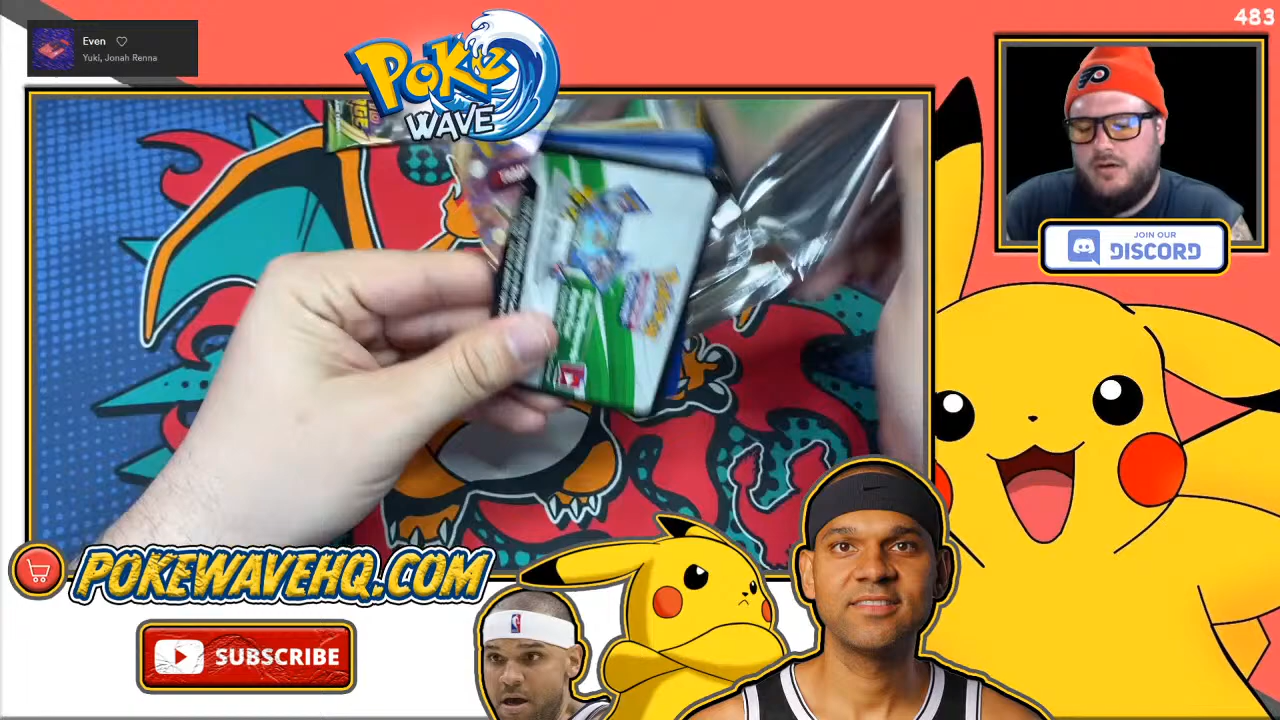 483
Even
Yuki, Jonah Renna
POKE
WAVE
JOIN OUR
DISCORD
POKEWAVEHQ.COM
SUBSCRIBE